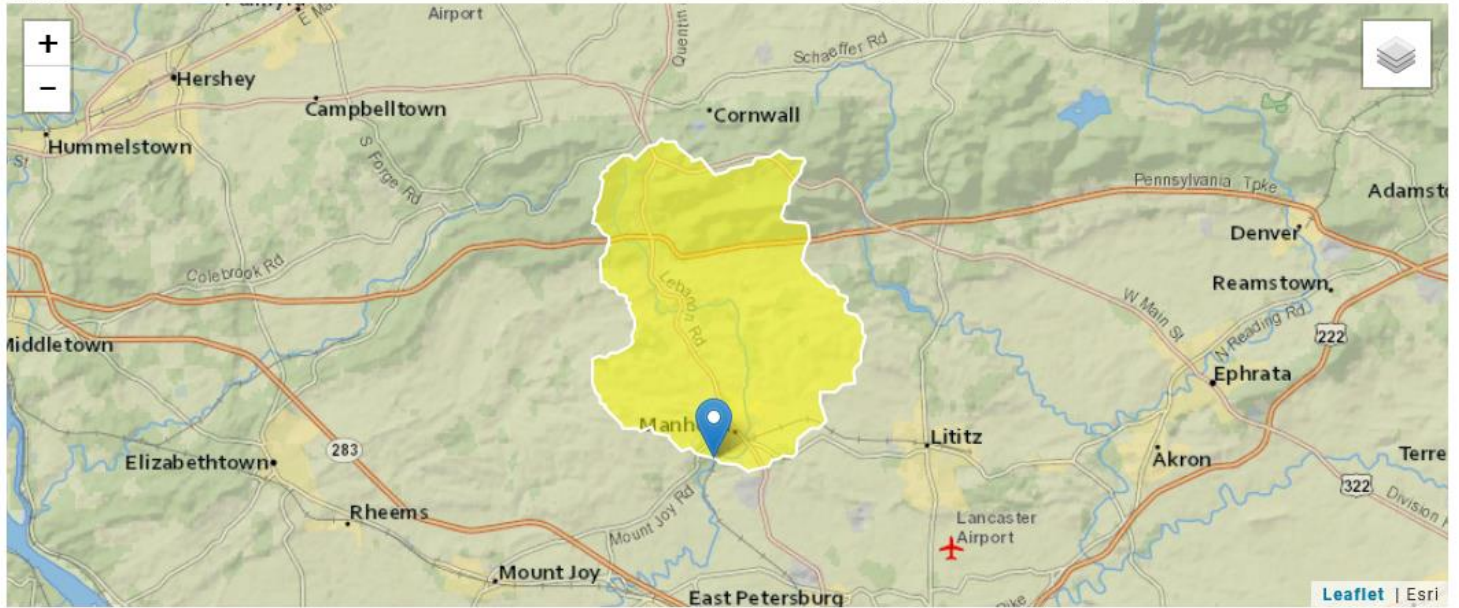 Airport
+
−
Quentin
Schaeffer Rd
Hershey
Campbelltown
Cornwall
Hummelstown
St
S Forge Rd
Pennsylvania Tpke
Denver
Colebrook Rd
Reamstown
Lebanon Rd
W Main St
N Reading Rd
222
Middletown
Ephrata
Manh
Lititz
283
Elizabethtown
Akron
Terre
322
Rheems
Mount Joy Rd
Division
Lancaster
Airport
Mount Joy
East Petersburg
Leaflet | Esri